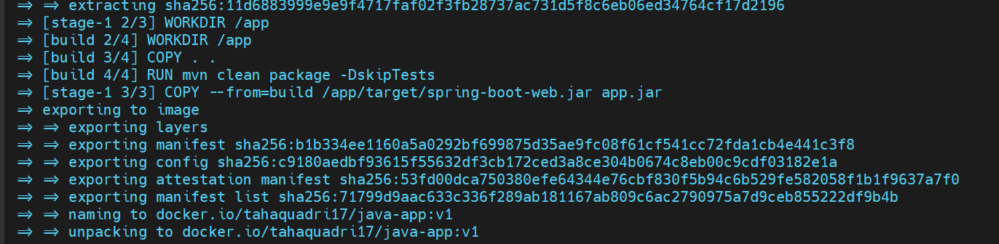 ⇒ ⇒ extracting sha256:11d6883999e9e9f4717faf02f3fb28737ac731d5f8c6eb06ed34764cf17d2196
⇒ [stage-1 2/3] WORKDIR /app
⇒ [build 2/4] WORKDIR /app
⇒ [build 3/4] COPY . .
⇒ [build 4/4] RUN mvn clean package -DskipTests
⇒ [stage-1 3/3] COPY --from=build /app/target/spring-boot-web.jar app.jar
⇒ exporting to image
⇒ ⇒ exporting layers
⇒ ⇒ exporting manifest sha256:b1b334ee1160a5a0292bf699875d35ae9fc08f61cf541cc72fda1cb4e441c3f8
⇒ ⇒ exporting config sha256:c9180aedbf93615f55632df3cb172ced3a8ce304b0674c8eb00c9cdf03182e1a
⇒ ⇒ exporting attestation manifest sha256:53fd00dca750380efe64344e76cbf830f5b94c6b529fe582058f1b1f9637a7f0
⇒ ⇒ exporting manifest list sha256:71799d9aac633c336f289ab181167ab809c6ac2790975a7d9ceb855222df9b4b
⇒ ⇒ naming to docker.io/tahaquadri17/java-app:v1
⇒ ⇒ unpacking to docker.io/tahaquadri17/java-app:v1